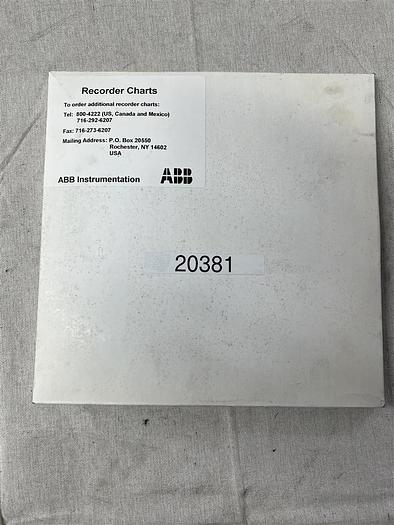 Recorder Charts
To order additional recorder charts:
Tel: 800-4222 (US, Canada and Mexico)
716-292-6207
Fax: 716-273-6207
Mailing Address: P.O. Box 20550
Rochester, NY 14602
USA
ABB Instrumentation ABB
20381